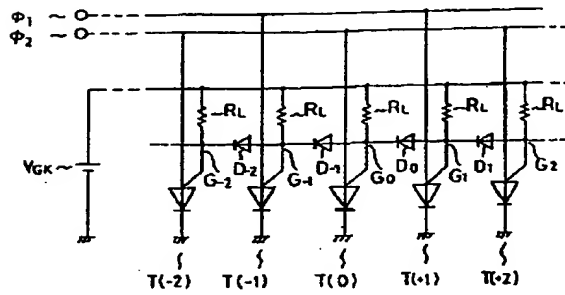 Φ1 ~
Φ2 ~
~RL ~RL ~RL ~RL ~RL
VGK~
D-2 D-1 D0 D1
G-2 G-1 G0 G1 G2
T(-2) T(-1) T(0) T(+1) T(+2)